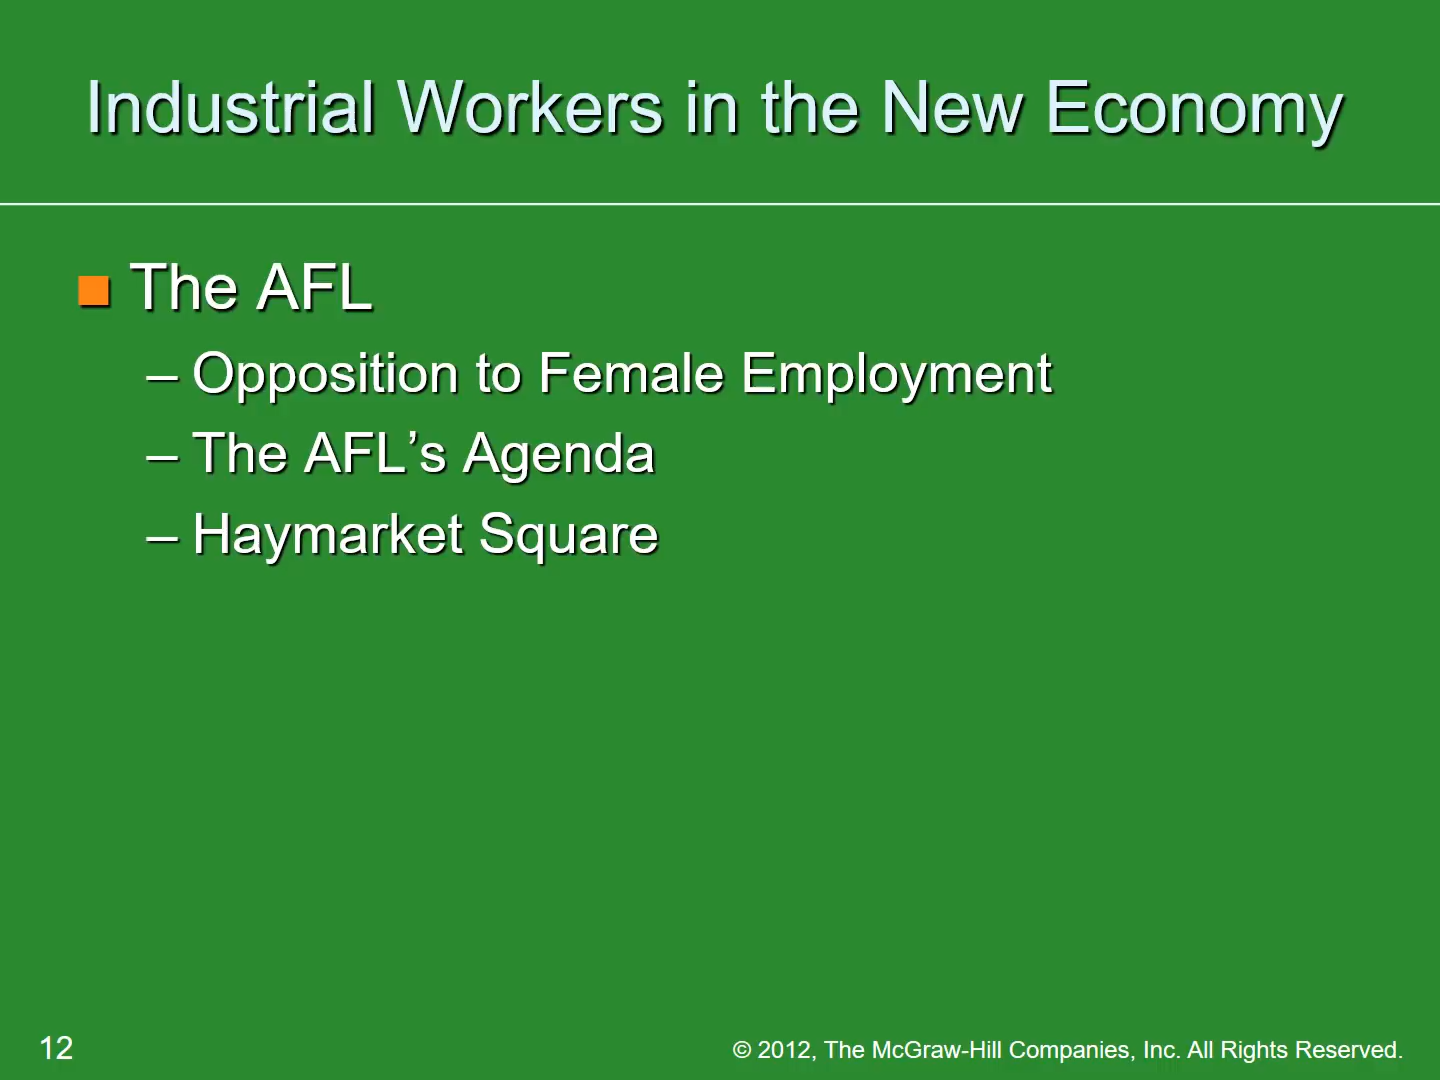 Industrial Workers in the New Economy
The AFL
– Opposition to Female Employment
– The AFL’s Agenda
– Haymarket Square
12
© 2012, The McGraw-Hill Companies, Inc. All Rights Reserved.